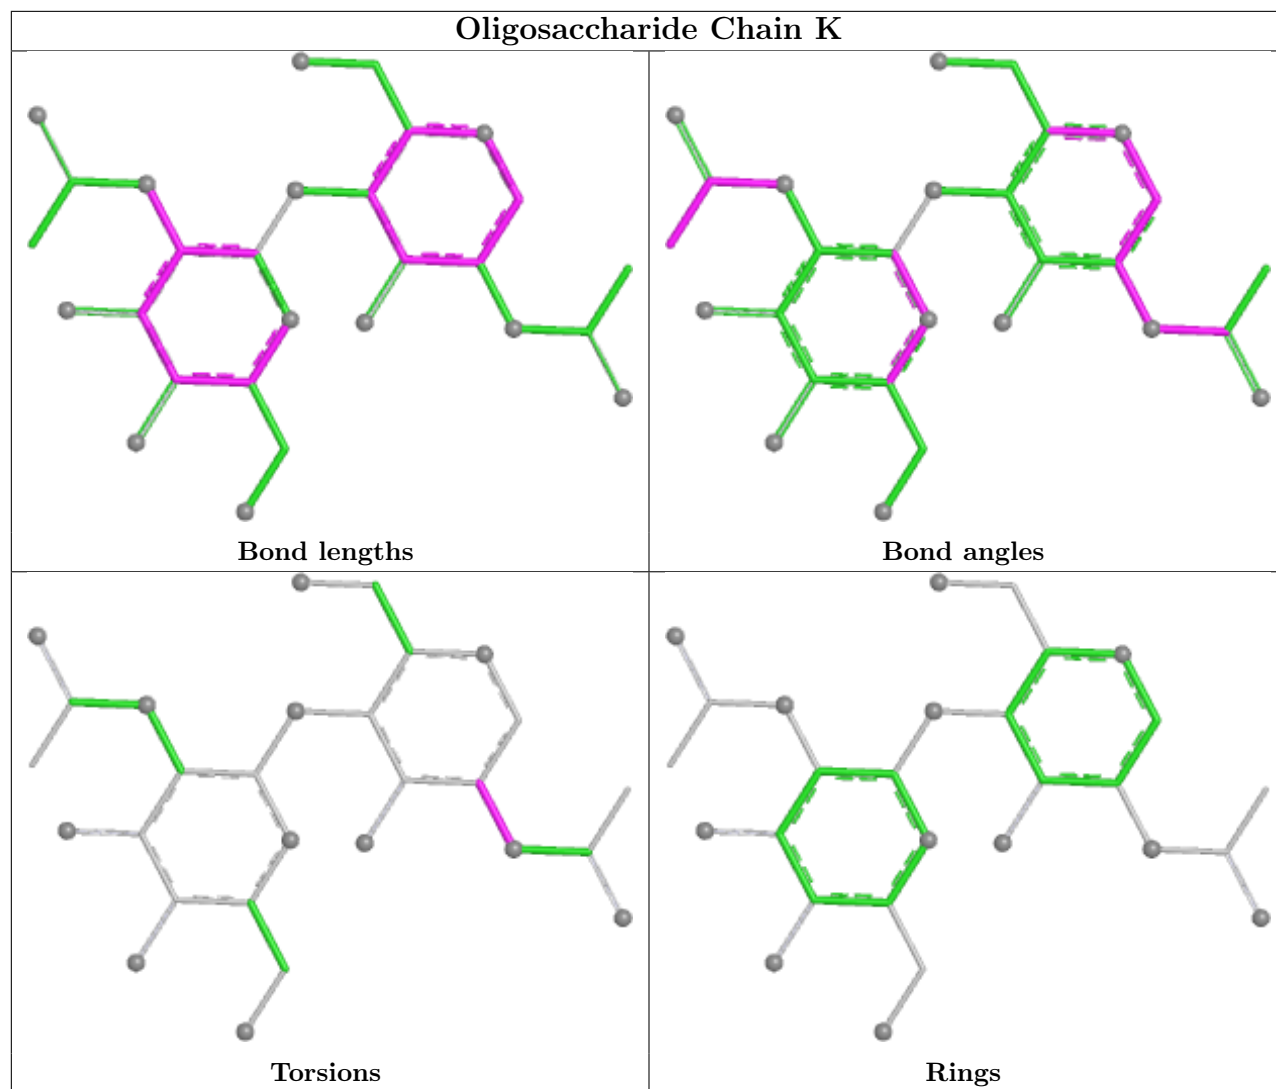 Oligosaccharide Chain K
Bond lengths
Bond angles
Torsions
Rings